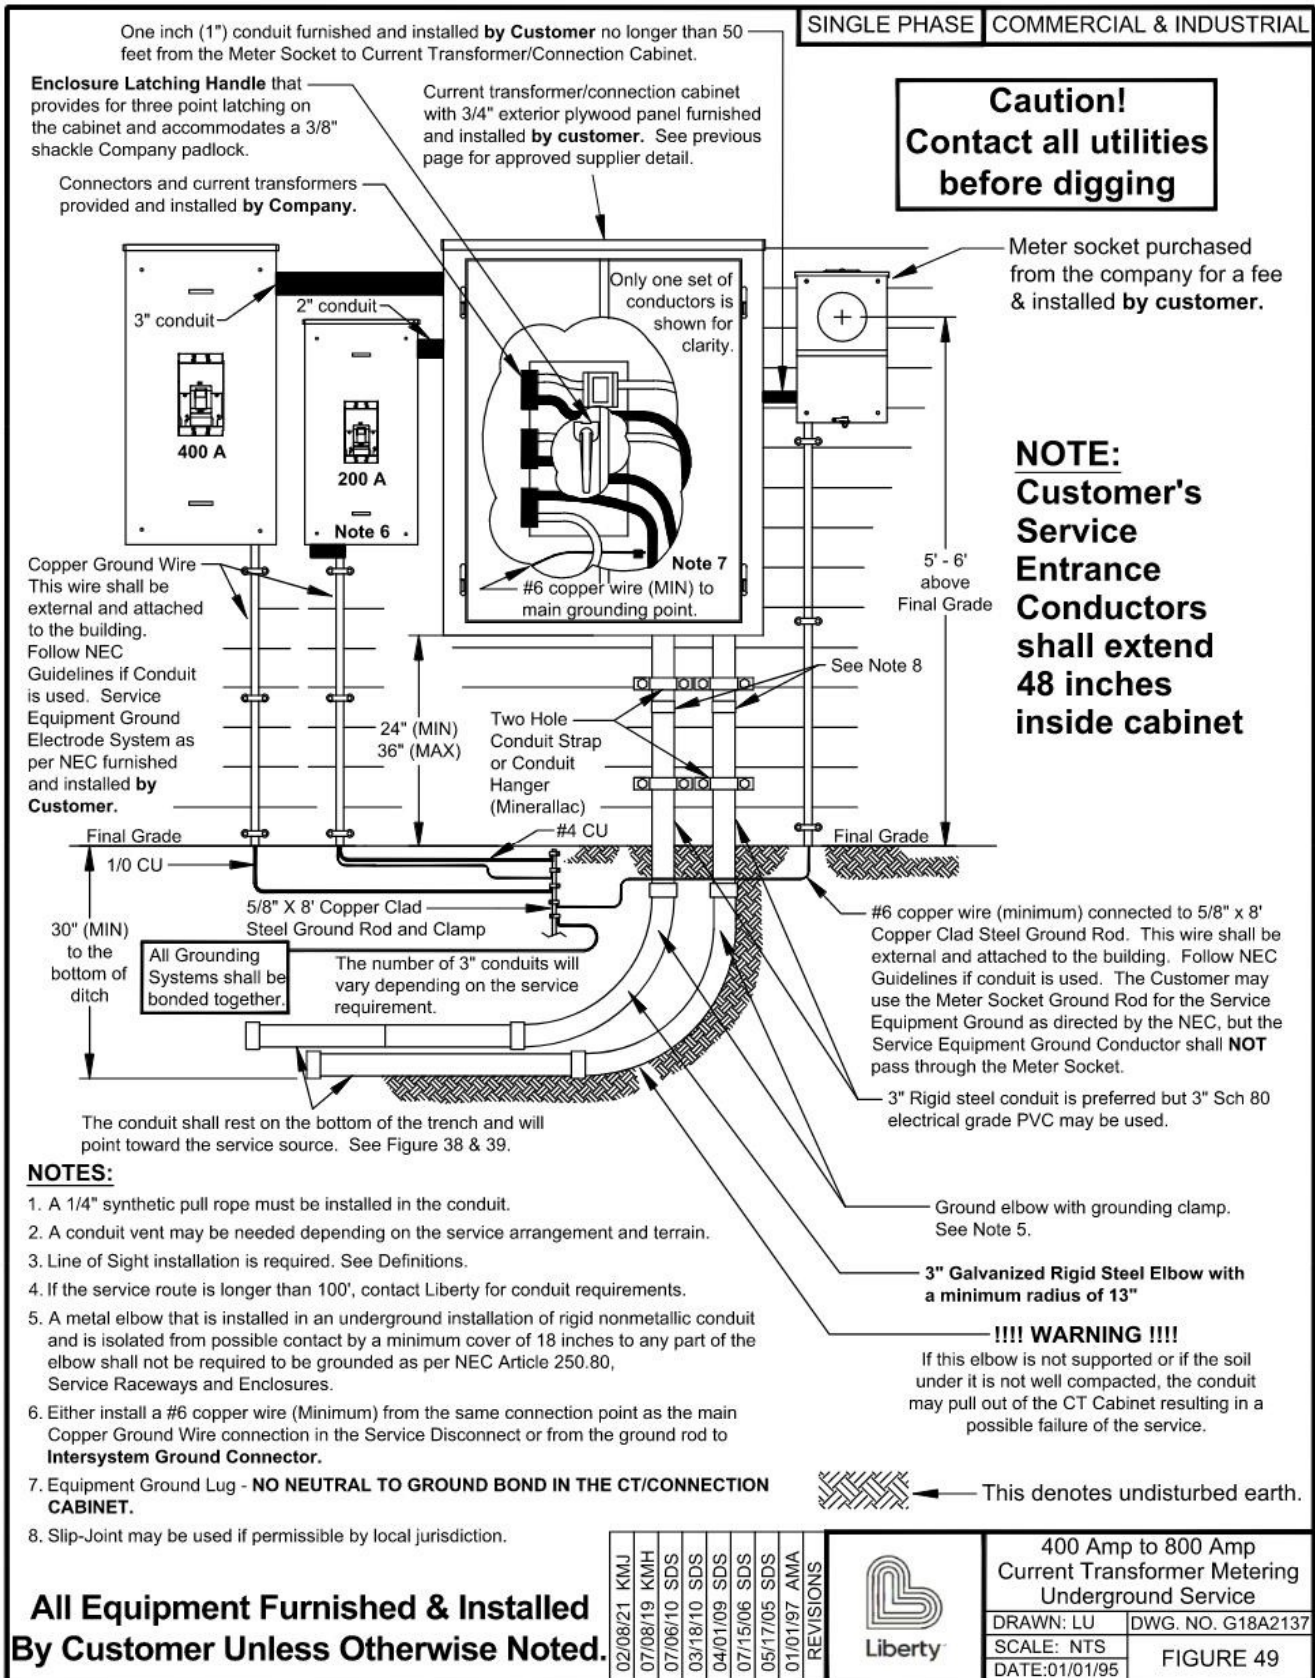 SINGLE PHASE
COMMERCIAL & INDUSTRIAL
One inch (1") conduit furnished and installed by Customer no longer than 50
feet from the Meter Socket to Current Transformer/Connection Cabinet.
Enclosure Latching Handle that
provides for three point latching on
the cabinet and accommodates a 3/8"
shackle Company padlock.
Current transformer/connection cabinet
with 3/4" exterior plywood panel furnished
and installed by customer. See previous
page for approved supplier detail.
Caution!
Contact all utilities
before digging
Connectors and current transformers
provided and installed by Company.
Meter socket purchased
from the company for a fee
& installed by customer.
3" conduit
2" conduit
Only one set of
conductors is
shown for
clarity.
400 A
200 A
Note 6
Note 7
#6 copper wire (MIN) to
main grounding point.
NOTE:
Customer's
Service
Entrance
Conductors
shall extend
48 inches
inside cabinet
5' - 6'
above
Final Grade
Copper Ground Wire
This wire shall be
external and attached
to the building.
Follow NEC
Guidelines if Conduit
is used. Service
Equipment Ground
Electrode System as
per NEC furnished
and installed by
Customer.
24" (MIN)
36" (MAX)
Two Hole
Conduit Strap
or Conduit
Hanger
(Minerallac)
See Note 8
Final Grade
#4 CU
Final Grade
1/0 CU
30" (MIN)
to the
bottom of
ditch
5/8" X 8' Copper Clad
Steel Ground Rod and Clamp
All Grounding
Systems shall be
bonded together.
The number of 3" conduits will
vary depending on the service
requirement.
#6 copper wire (minimum) connected to 5/8" x 8'
Copper Clad Steel Ground Rod. This wire shall be
external and attached to the building. Follow NEC
Guidelines if conduit is used. The Customer may
use the Meter Socket Ground Rod for the Service
Equipment Ground as directed by the NEC, but the
Service Equipment Ground Conductor shall NOT
pass through the Meter Socket.
3" Rigid steel conduit is preferred but 3" Sch 80
electrical grade PVC may be used.
The conduit shall rest on the bottom of the trench and will
point toward the service source. See Figure 38 & 39.
Ground elbow with grounding clamp.
See Note 5.
3" Galvanized Rigid Steel Elbow with
a minimum radius of 13"
!!!! WARNING !!!!
If this elbow is not supported or if the soil
under it is not well compacted, the conduit
may pull out of the CT Cabinet resulting in a
possible failure of the service.
This denotes undisturbed earth.
NOTES:
1. A 1/4" synthetic pull rope must be installed in the conduit.
2. A conduit vent may be needed depending on the service arrangement and terrain.
3. Line of Sight installation is required. See Definitions.
4. If the service route is longer than 100', contact Liberty for conduit requirements.
5. A metal elbow that is installed in an underground installation of rigid nonmetallic conduit
and is isolated from possible contact by a minimum cover of 18 inches to any part of the
elbow shall not be required to be grounded as per NEC Article 250.80,
Service Raceways and Enclosures.
6. Either install a #6 copper wire (Minimum) from the same connection point as the main
Copper Ground Wire connection in the Service Disconnect or from the ground rod to
Intersystem Ground Connector.
7. Equipment Ground Lug - NO NEUTRAL TO GROUND BOND IN THE CT/CONNECTION
CABINET.
8. Slip-Joint may be used if permissible by local jurisdiction.
All Equipment Furnished & Installed
By Customer Unless Otherwise Noted.
02/08/21 KMJ
07/08/19 KMH
07/06/10 SDS
03/18/10 SDS
04/01/09 SDS
07/15/06 SDS
05/17/05 SDS
01/01/97 AMA
REVISIONS
Liberty
400 Amp to 800 Amp
Current Transformer Metering
Underground Service
DRAWN: LU
DWG. NO. G18A2137
SCALE: NTS
DATE:01/01/95
FIGURE 49